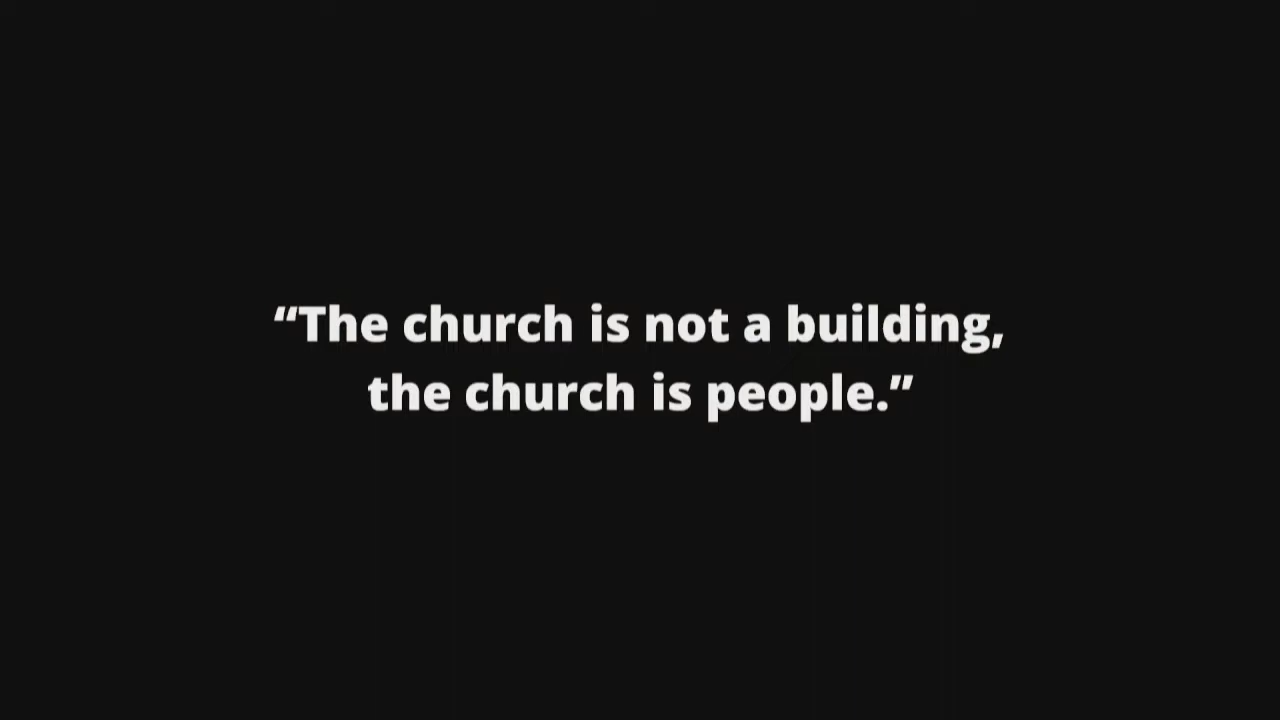 “The church is not a building,
the church is people.”